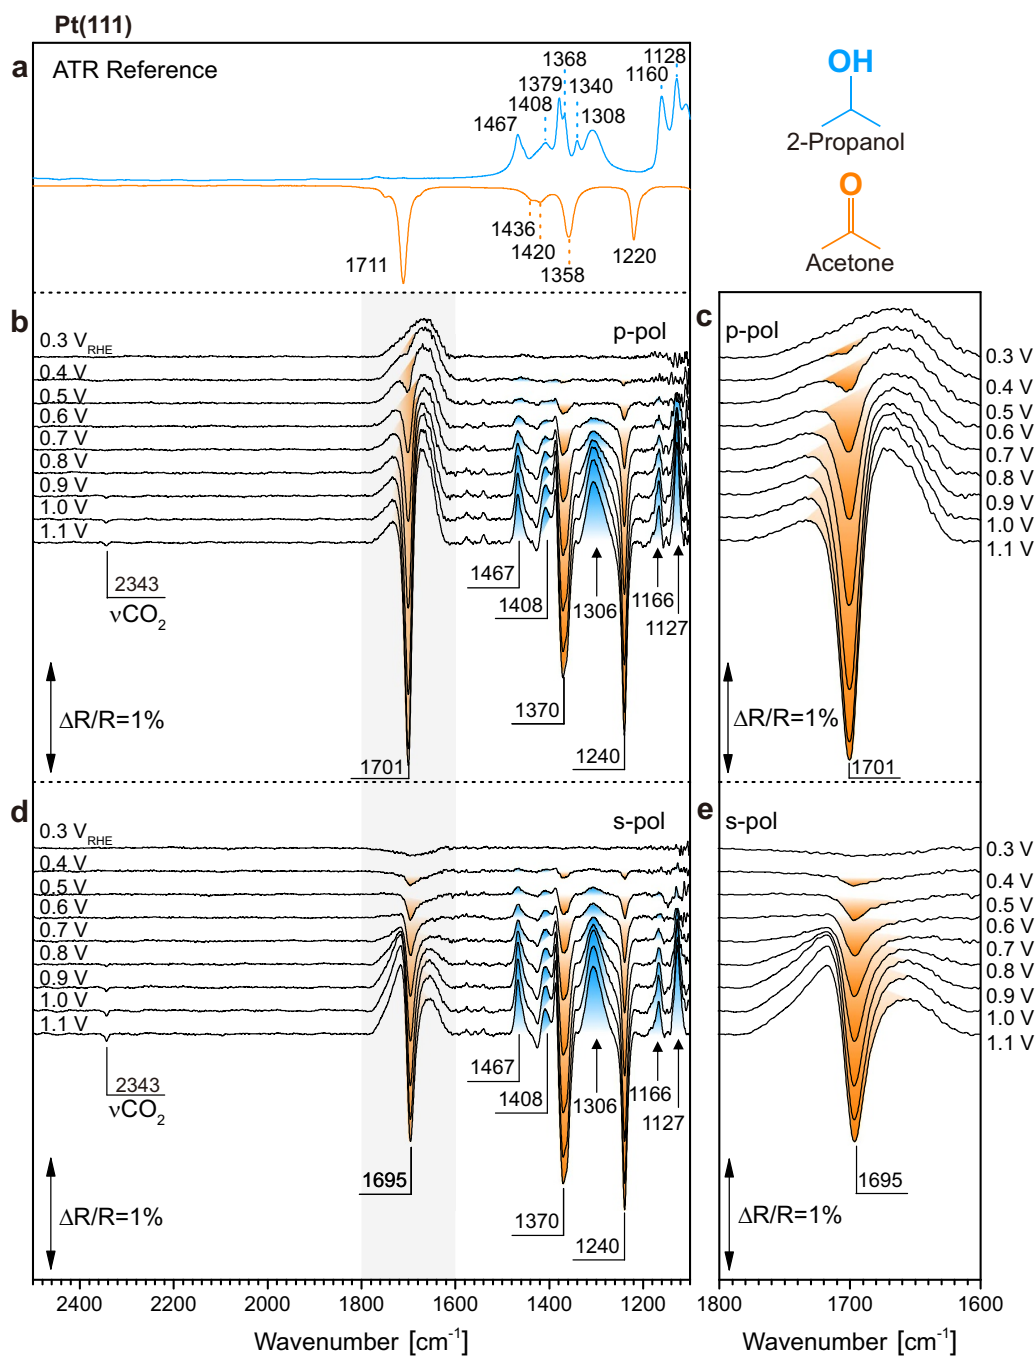 Pt(111)
a
ATR Reference
1467
1408
1379
1368
1340
1308
1160
1128
1711
1436
1420
1358
1220
OH
2-Propanol
O
Acetone
b
p-pol
0.3 V_RHE
0.4 V
0.5 V
0.6 V
0.7 V
0.8 V
0.9 V
1.0 V
1.1 V
2343
νCO₂
1467
1408
1306
1166
1127
1370
1240
1701
ΔR/R=1%
c
p-pol
0.3 V
0.4 V
0.5 V
0.6 V
0.7 V
0.8 V
0.9 V
1.0 V
1.1 V
ΔR/R=1%
1701
d
s-pol
0.3 V_RHE
0.4 V
0.5 V
0.6 V
0.7 V
0.8 V
0.9 V
1.0 V
1.1 V
2343
νCO₂
1467
1408
1306
1166
1127
1695
1370
1240
ΔR/R=1%
e
s-pol
0.3 V
0.4 V
0.5 V
0.6 V
0.7 V
0.8 V
0.9 V
1.0 V
1.1 V
1695
ΔR/R=1%
2400 2200 2000 1800 1600 1400 1200
Wavenumber [cm⁻¹]
1800 1700 1600
Wavenumber [cm⁻¹]